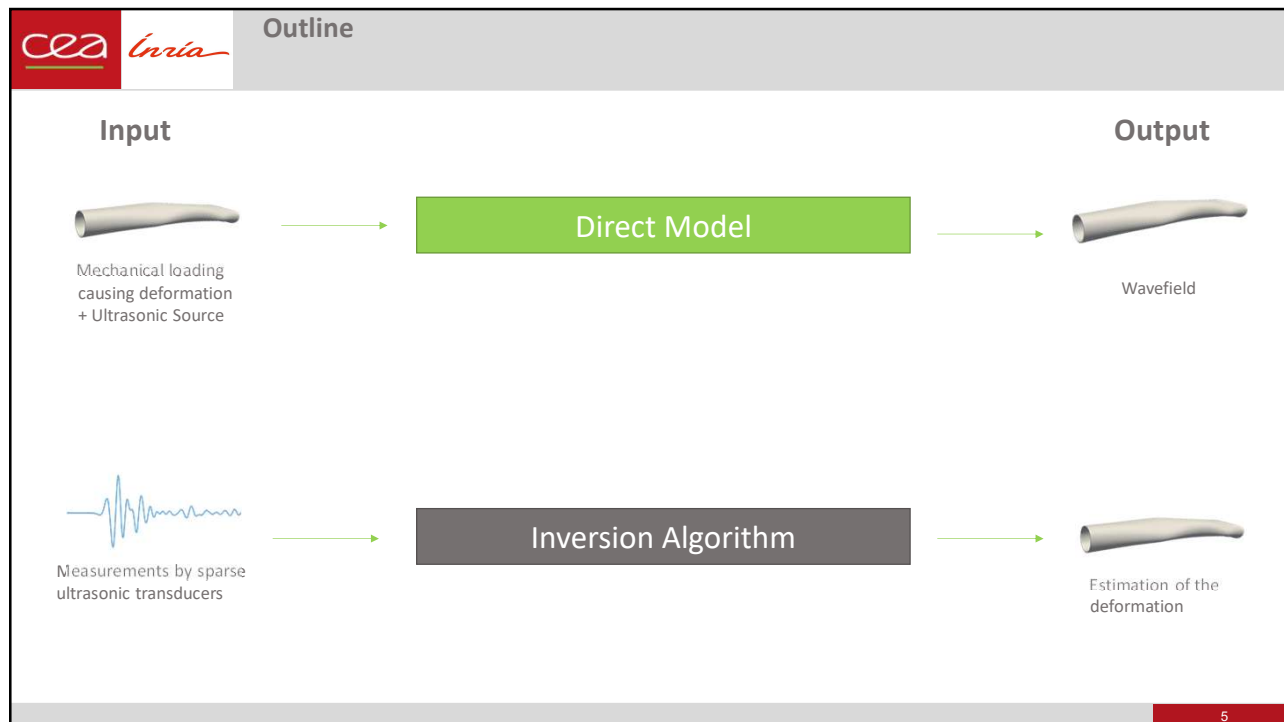 cea
Inria
Outline
Input
Output
Direct Model
Mechanical loading
causing deformation
+ Ultrasonic Source
Wavefield
Inversion Algorithm
Measurements by sparse
ultrasonic transducers
Estimation of the
deformation
5